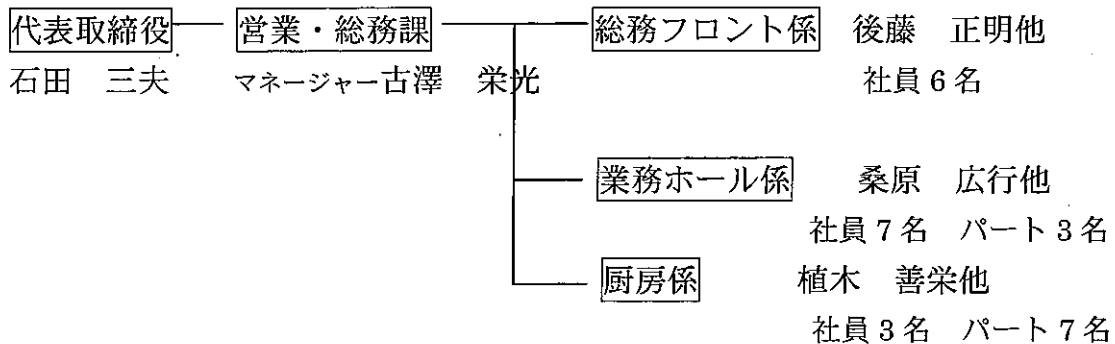 代表取締役 営業・総務課 総務フロント係 後藤 正明他
石田 三夫 マネージャー古澤 栄光 社員6名
業務ホール係 桑原 広行他
社員7名 パート3名
厨房係 植木 善栄他
社員3名 パート7名